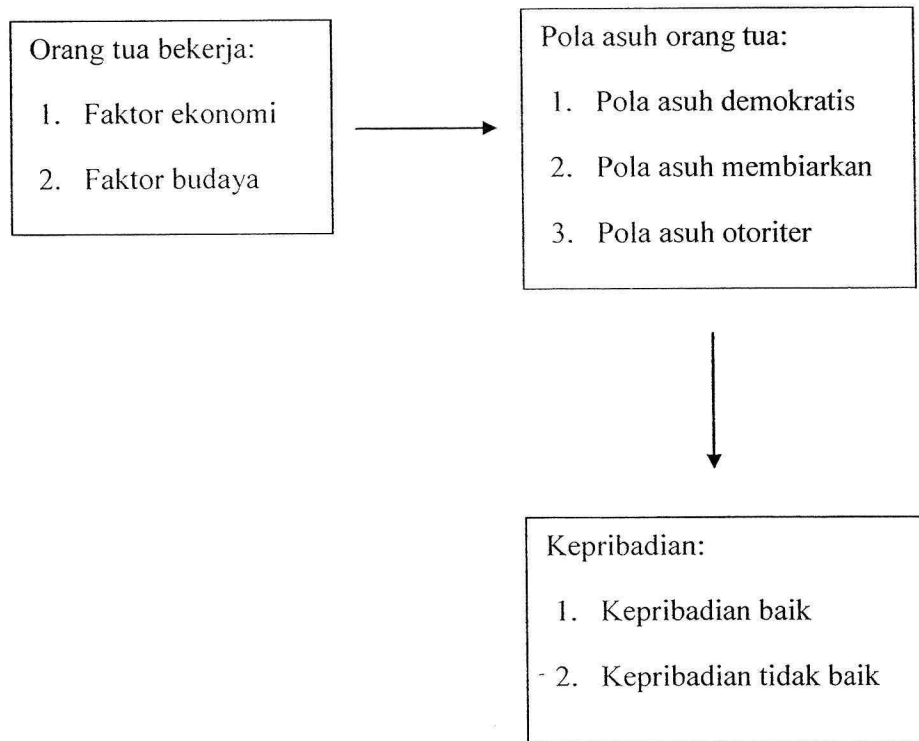 Orang tua bekerja:
1. Faktor ekonomi
2. Faktor budaya
Pola asuh orang tua:
1. Pola asuh demokratis
2. Pola asuh membiarkan
3. Pola asuh otoriter
Kepribadian:
1. Kepribadian baik
2. Kepribadian tidak baik